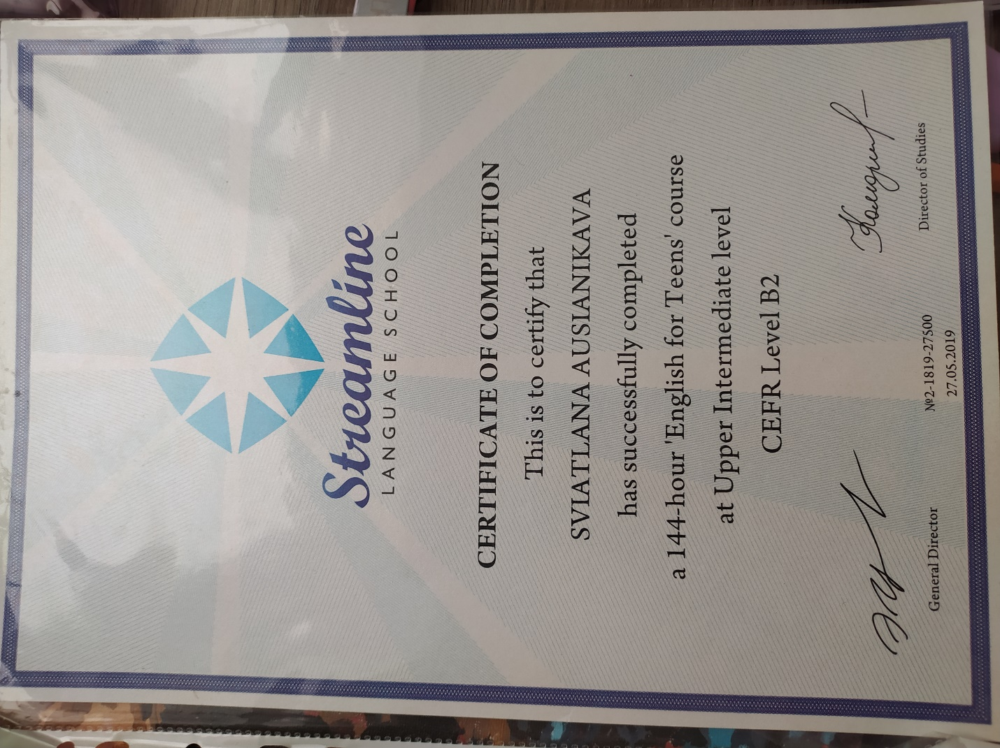 Streamline
LANGUAGE SCHOOL
CERTIFICATE OF COMPLETION
This is to certify that
SVIATLANA AUSIANIKAVA
has successfully completed
a 144-hour 'English for Teens' course
at Upper Intermediate level
CEFR Level B2
General Director
№2-1819-27500
27.05.2019
Director of Studies